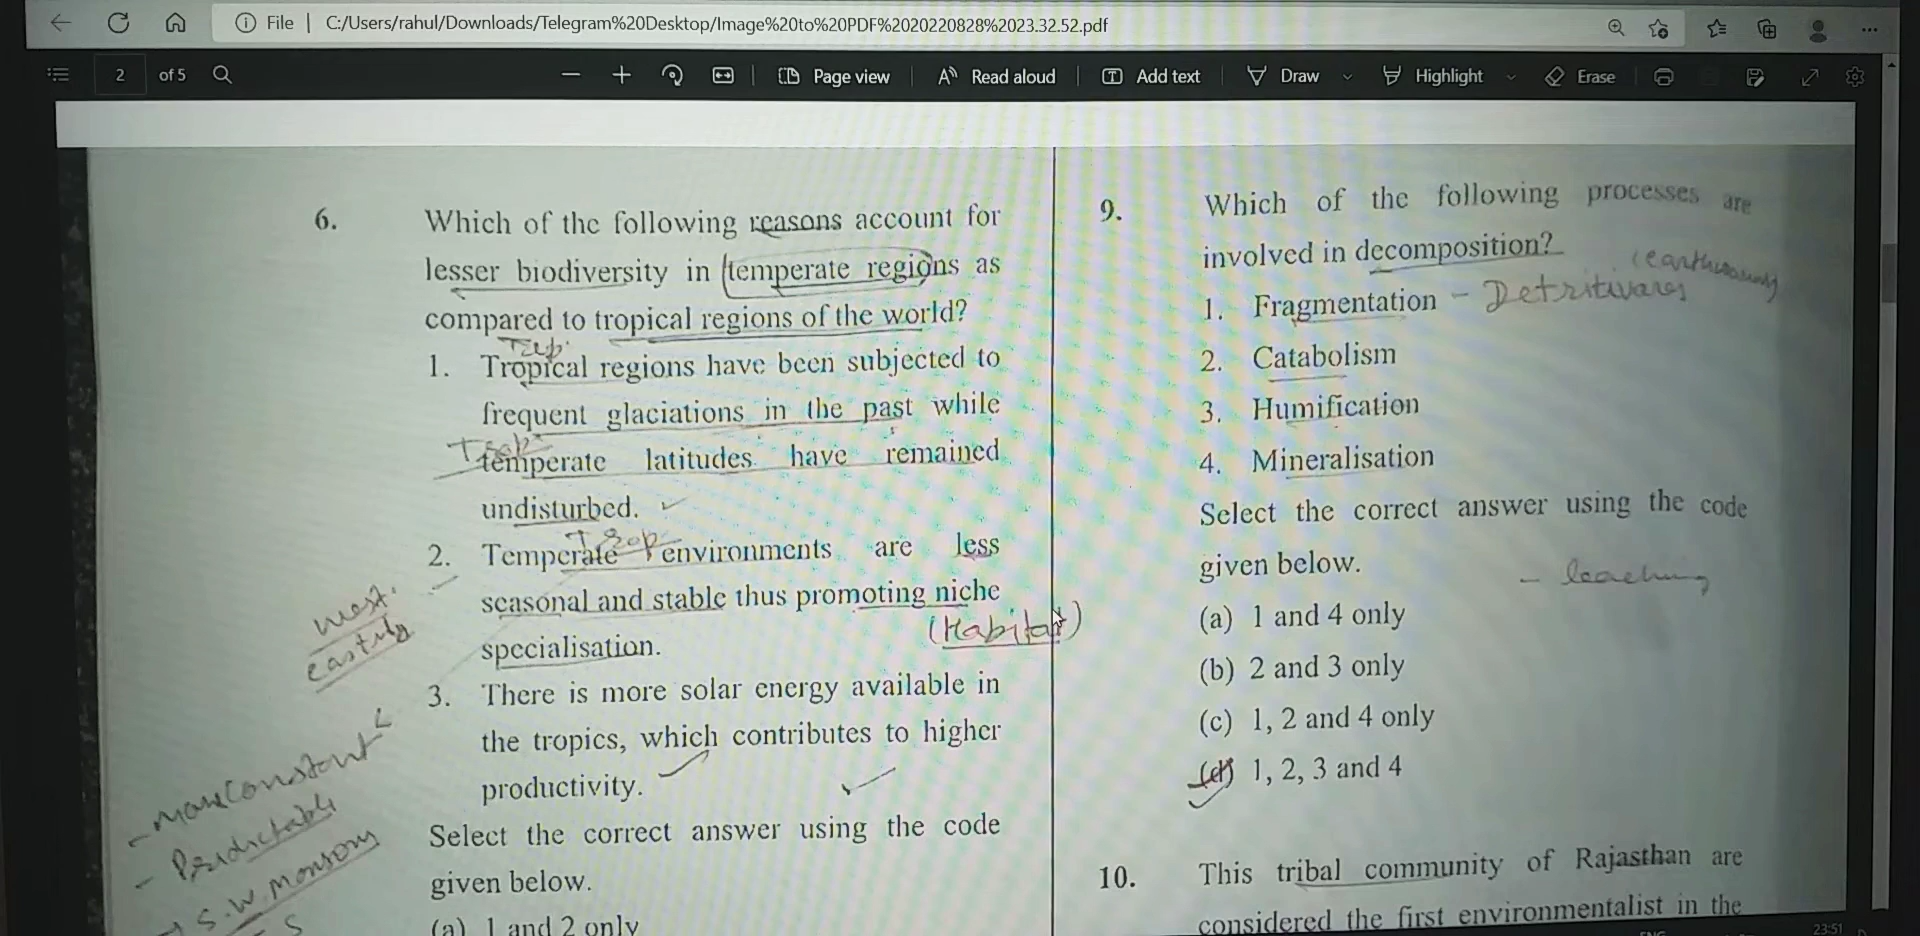 File | C:/Users/rahul/Downloads/Telegram%20Desktop/Image%20to%20PDF%2020220828%2023.32.52.pdf
2 of 5 Page view Read aloud Add text Draw Highlight Erase
6. Which of the following reasons account for
lesser biodiversity in temperate regions as
compared to tropical regions of the world?
1. Tropical regions have been subjected to
frequent glaciations in the past while
temperate latitudes have remained
undisturbed.
Trop
2. Temperate environments are less
seasonal and stable thus promoting niche
(Habitat)
specialisation.
3. There is more solar energy available in
the tropics, which contributes to higher
productivity.
Select the correct answer using the code
given below.
(a) 1 and 2 only
- More Constant
- Predictable
S.W. Monsoon
9. Which of the following processes are
involved in decomposition?
1. Fragmentation - Detritivores
2. Catabolism
3. Humification
4. Mineralisation
Select the correct answer using the code
given below.
- leaching
(a) 1 and 4 only
(b) 2 and 3 only
(c) 1, 2 and 4 only
(d) 1, 2, 3 and 4
10. This tribal community of Rajasthan are
considered the first environmentalist in the
23:51